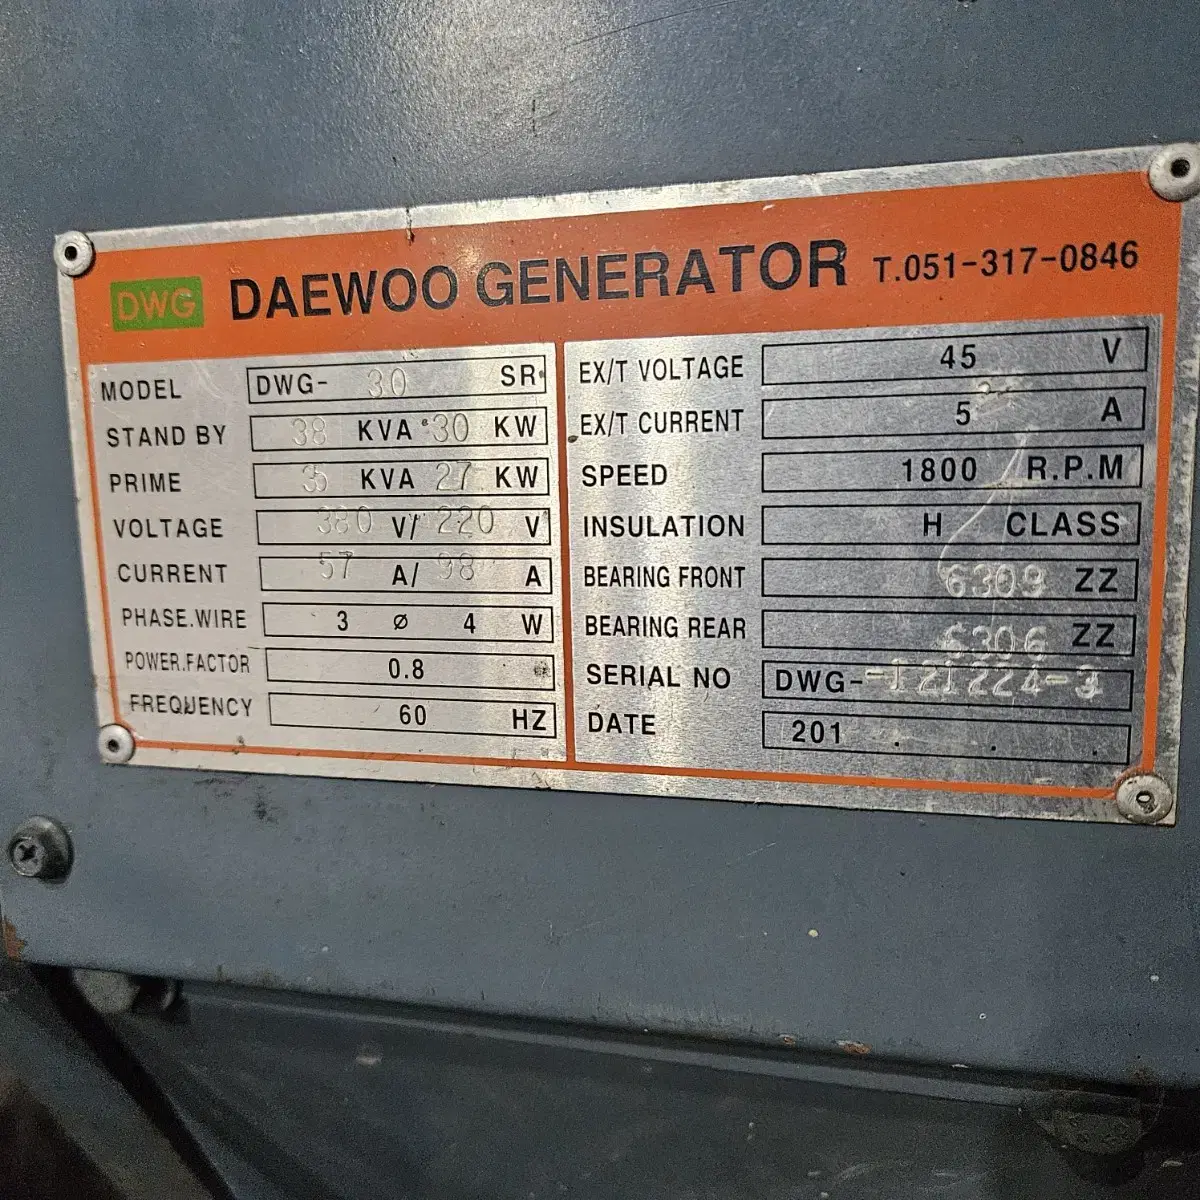 DWG DAEWOO GENERATOR T.051-317-0846
MODEL DWG- 30 SR
STAND BY 38 KVA 30 KW
PRIME 35 KVA 27 KW
VOLTAGE 380 V/ 220 V
CURRENT 57 A/ 98 A
PHASE.WIRE 3 ø 4 W
POWER.FACTOR 0.8
FREQUENCY 60 HZ
EX/T VOLTAGE 45 V
EX/T CURRENT 5 A
SPEED 1800 R.P.M
INSULATION H CLASS
BEARING FRONT 6309 ZZ
BEARING REAR 6306 ZZ
SERIAL NO DWG--121224-3
DATE 201 . . .